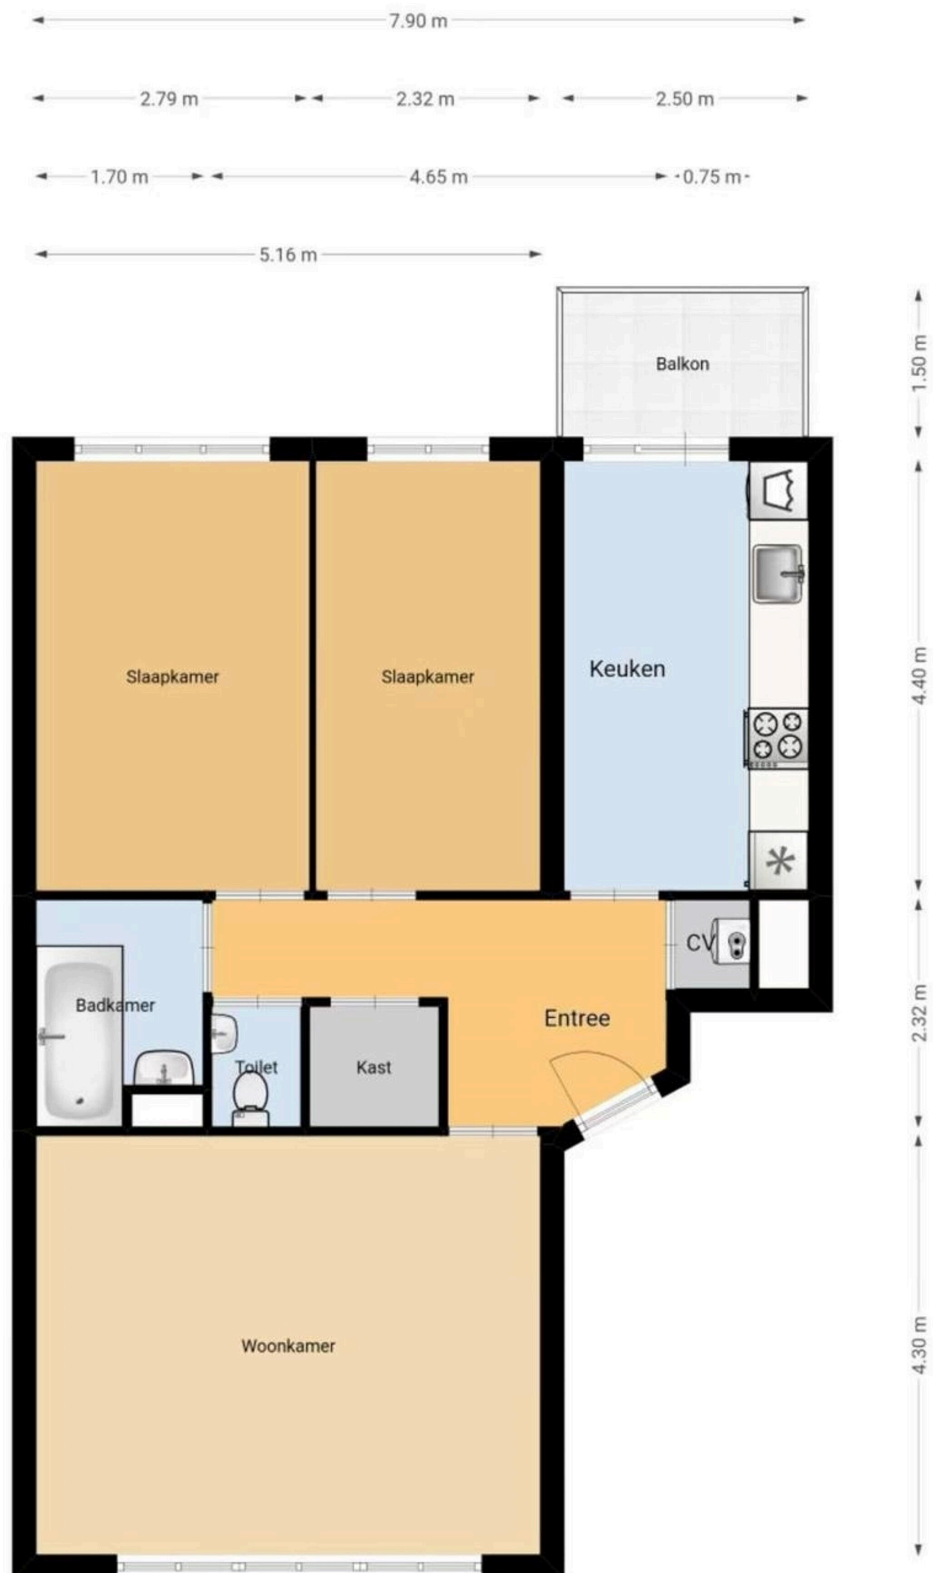 7.90 m
2.79 m 2.32 m 2.50 m
1.70 m 4.65 m 0.75 m
5.16 m
1.50 m
Balkon
4.40 m
Slaapkamer Slaapkamer Keuken
CV
Badkamer Entree 2.32 m
Toilet Kast
Woonkamer 4.30 m